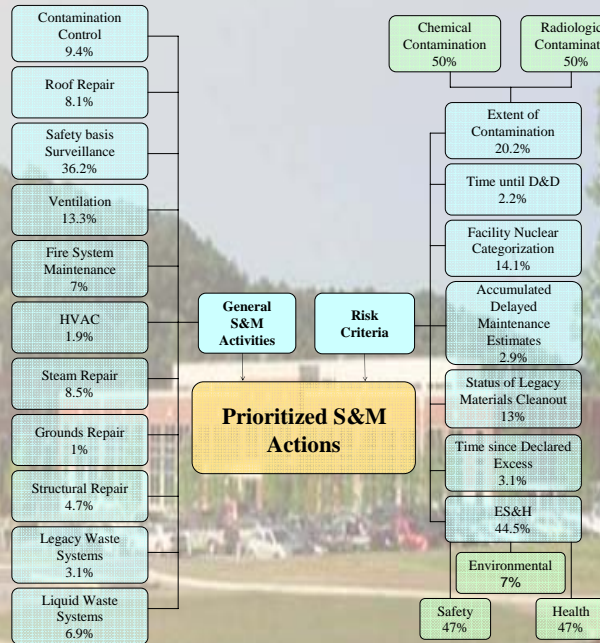 Contamination
Control
9.4%
Roof Repair
8.1%
Safety basis
Surveillance
36.2%
Ventilation
13.3%
Fire System
Maintenance
7%
HVAC
1.9%
Steam Repair
8.5%
Grounds Repair
1%
Structural Repair
4.7%
Legacy Waste
Systems
3.1%
Liquid Waste
Systems
6.9%
General
S&M
Activities
Risk
Criteria
Prioritized S&M
Actions
Chemical
Contamination
50%
Radiologic
Contaminat
50%
Extent of
Contamination
20.2%
Time until D&D
2.2%
Facility Nuclear
Categorization
14.1%
Accumulated
Delayed
Maintenance
Estimates
2.9%
Status of Legacy
Materials Cleanout
13%
Time since Declared
Excess
3.1%
ES&H
44.5%
Environmental
7%
Safety
47%
Health
47%